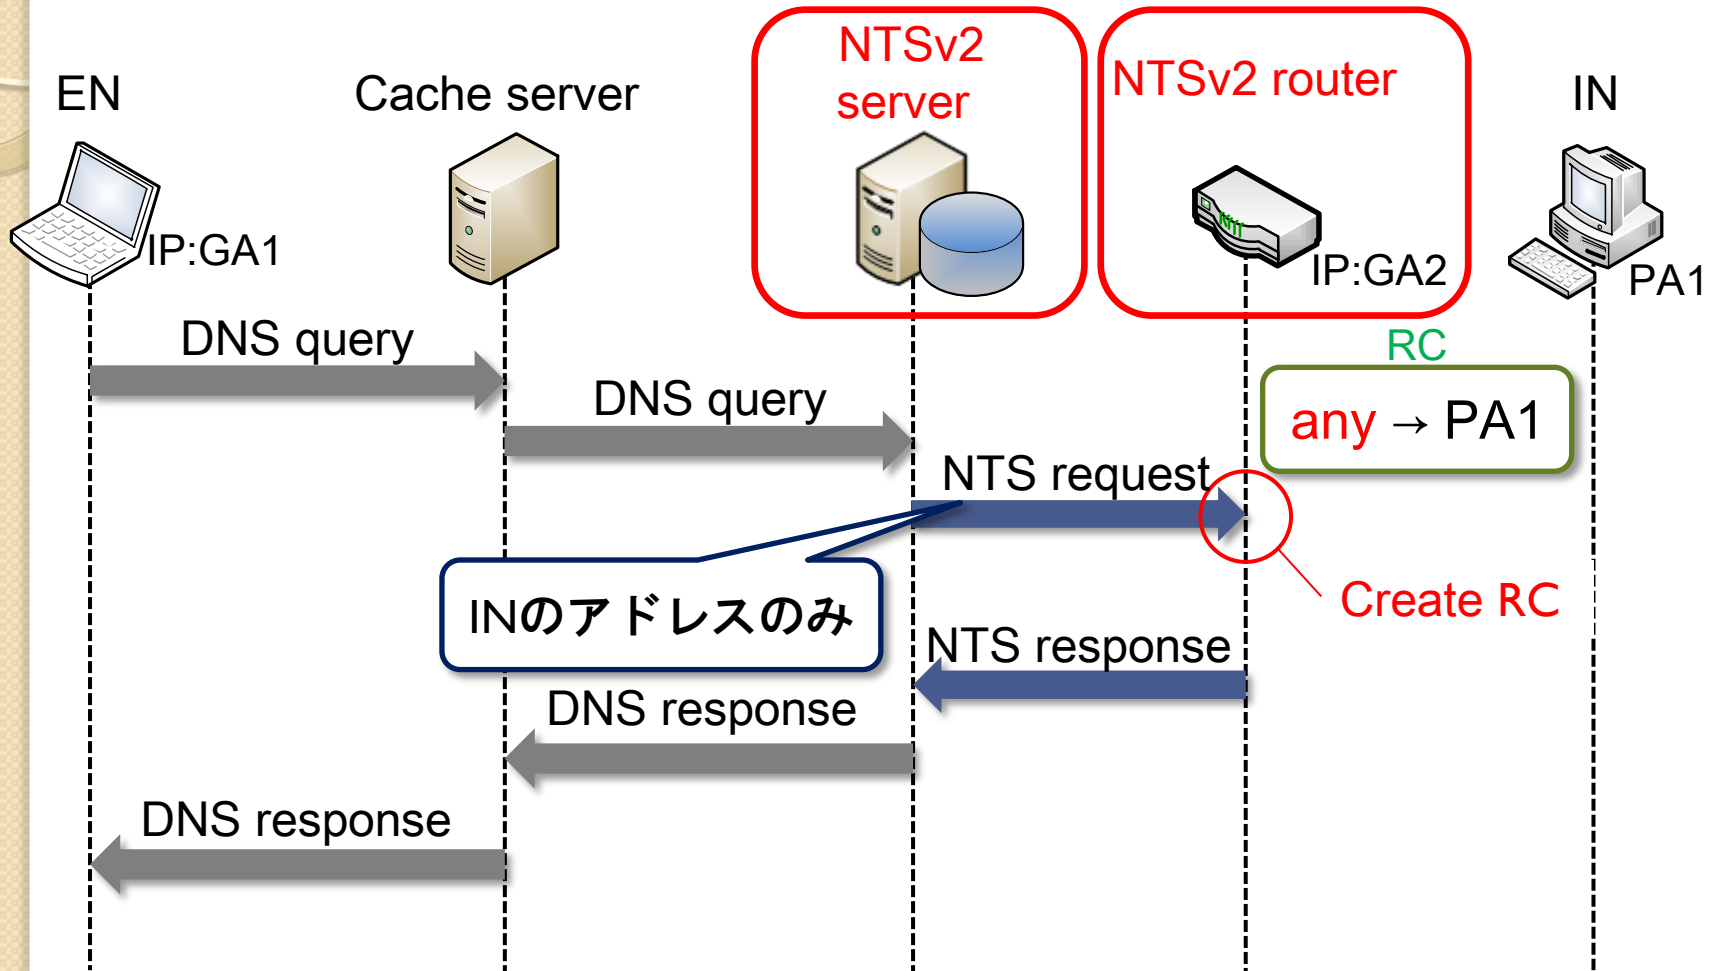 EN
Cache server
NTSv2
server
NTSv2 router
IN
IP:GA1
IP:GA2
PA1
DNS query
RC
DNS query
any → PA1
NTS request
INのアドレスのみ
Create RC
NTS response
DNS response
DNS response